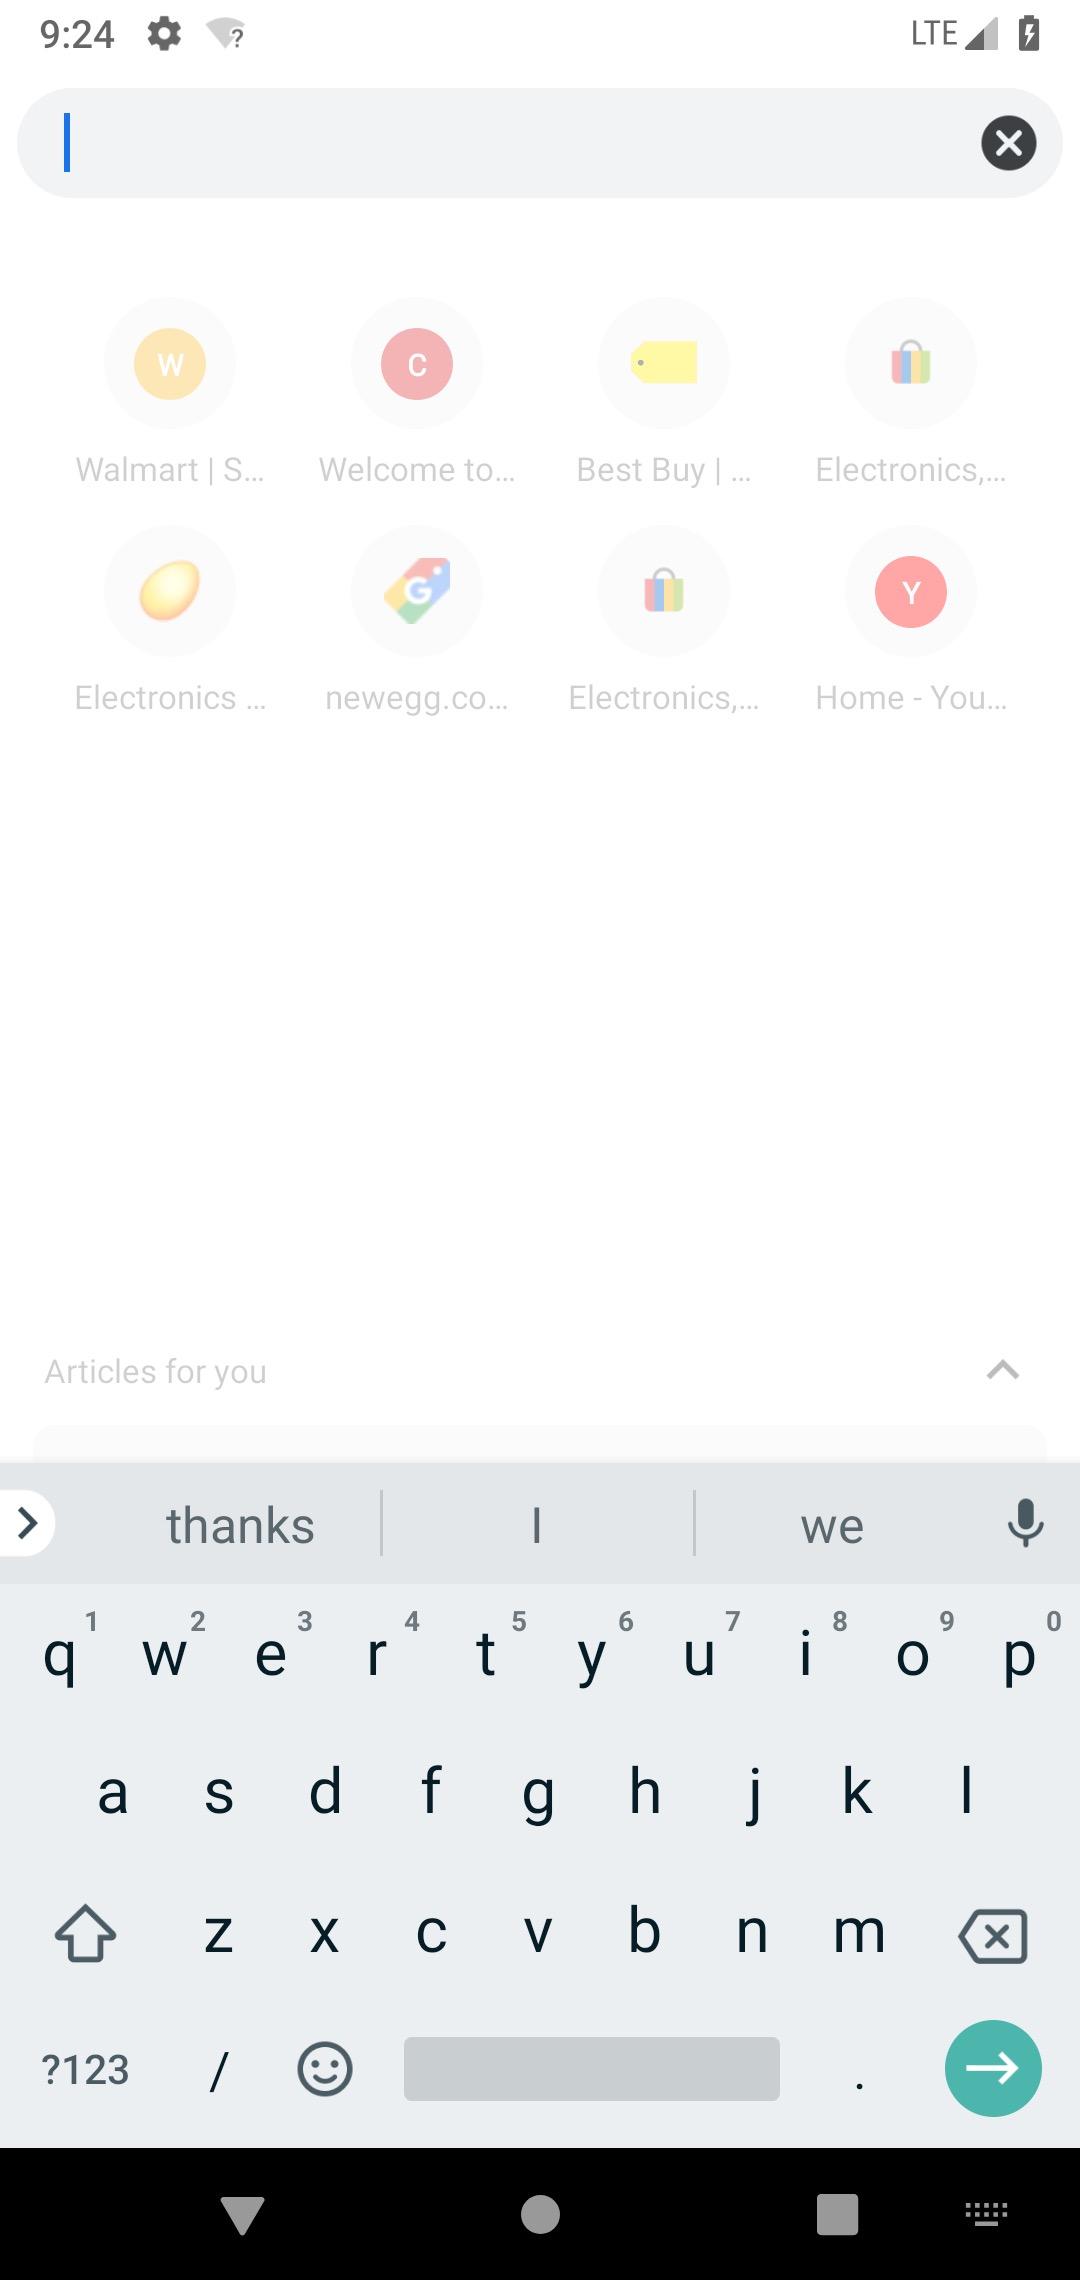 9:24 LTE
W C
Walmart | S... Welcome to... Best Buy | ... Electronics,...
G Y
Electronics ... newegg.co... Electronics,... Home - You...
Articles for you
thanks I we
1 2 3 4 5 6 7 8 9 0
q w e r t y u i o p
a s d f g h j k l
z x c v b n m
?123 / .